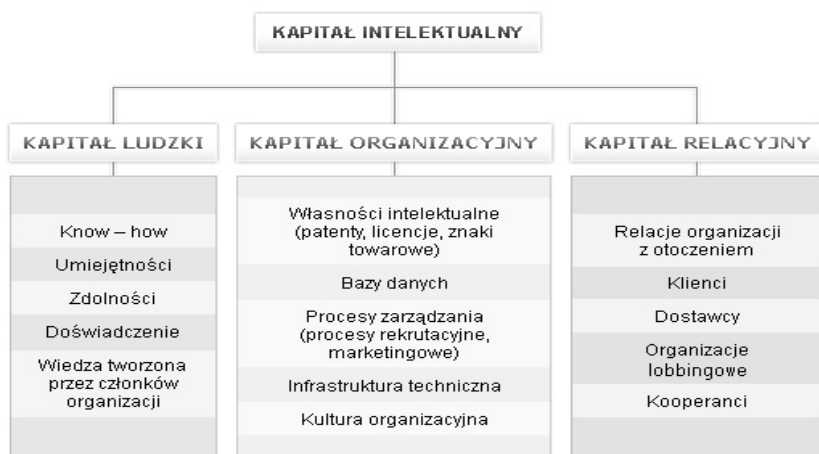 KAPITAŁ INTELEKTUALNY
KAPITAŁ LUDZKI
Know – how
Umiejętności
Zdolności
Doświadczenie
Wiedza tworzona
przez członków
organizacji
KAPITAŁ ORGANIZACYJNY
Własności intelektualne
(patenty, licencje, znaki
towarowe)
Bazy danych
Procesy zarządzania
(procesy rekrutacyjne,
marketingowe)
Infrastruktura techniczna
Kultura organizacyjna
KAPITAŁ RELACYJNY
Relacje organizacji
z otoczeniem
Klienci
Dostawcy
Organizacje
lobbingowe
Kooperanci